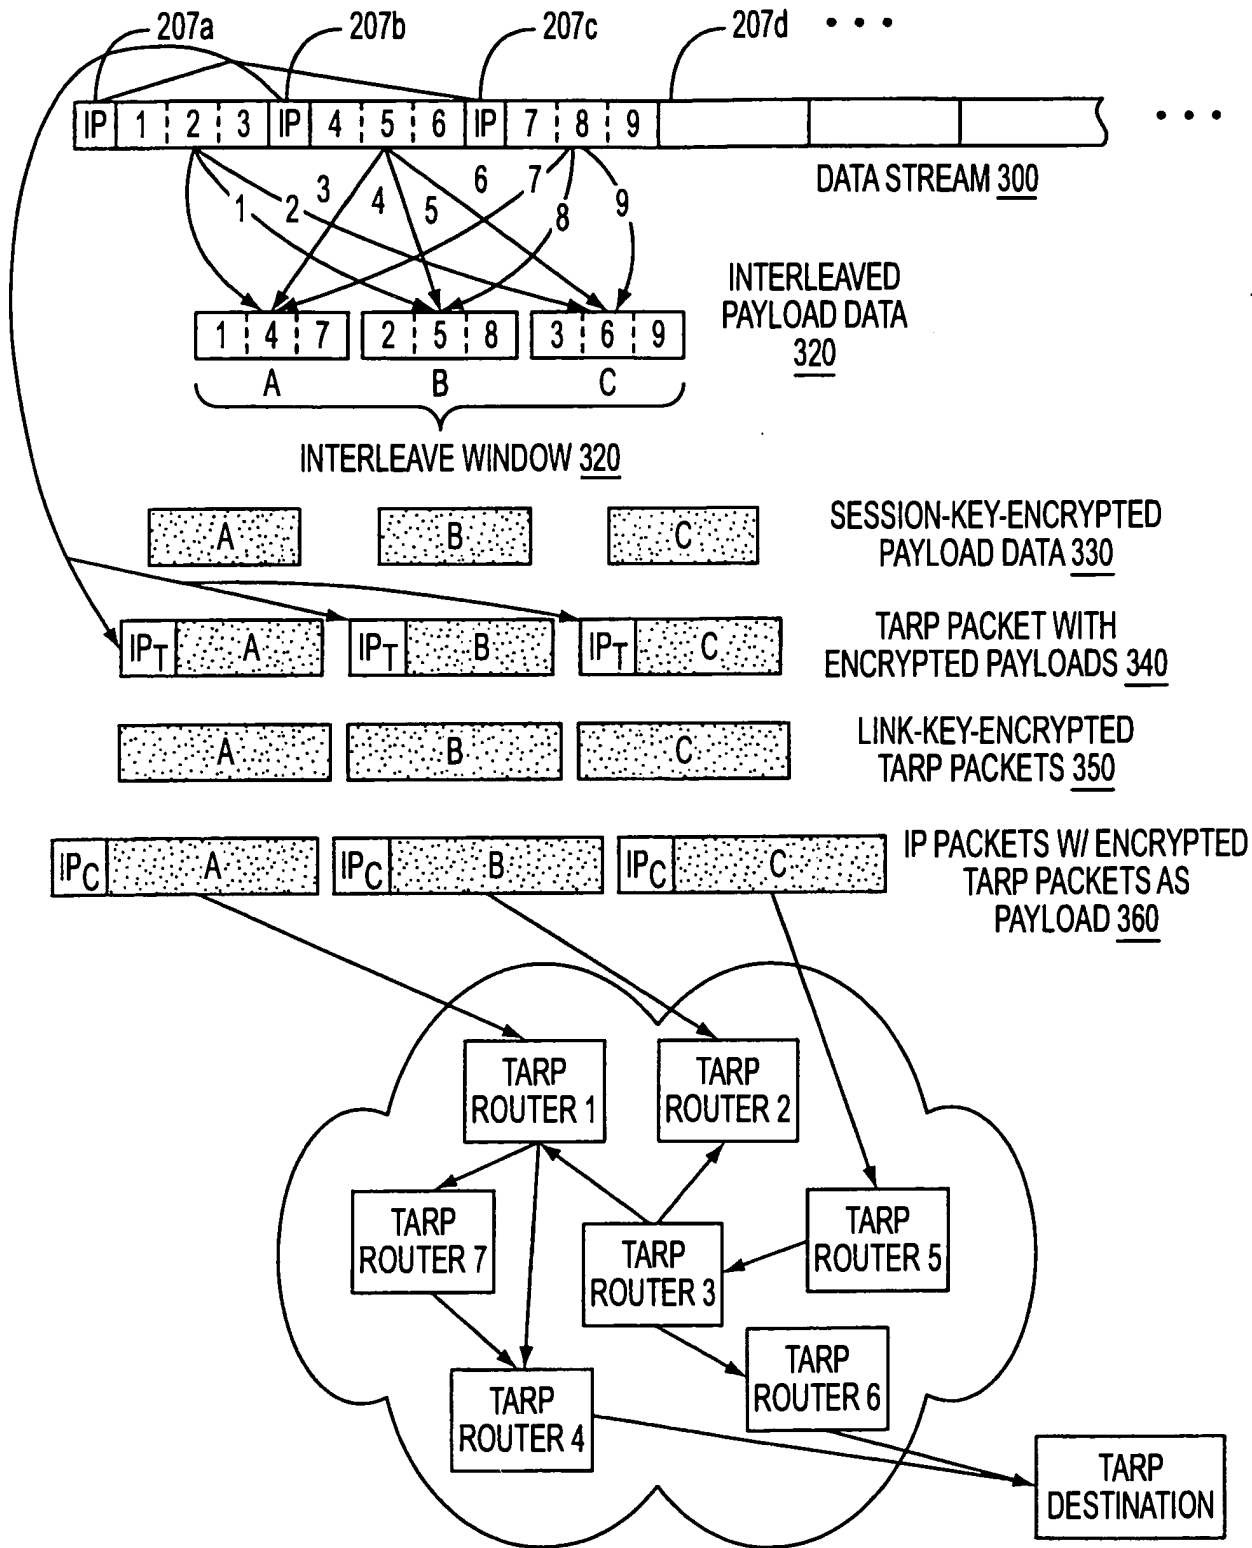 207a 207b 207c 207d • • •
IP 1 2 3 IP 4 5 6 IP 7 8 9 • • •
DATA STREAM 300
1 2 3 4 5 6 7 8 9
INTERLEAVED
PAYLOAD DATA
320
1 4 7 2 5 8 3 6 9
A B C
INTERLEAVE WINDOW 320
A B C
SESSION-KEY-ENCRYPTED
PAYLOAD DATA 330
IPT A IPT B IPT C
TARP PACKET WITH
ENCRYPTED PAYLOADS 340
A B C
LINK-KEY-ENCRYPTED
TARP PACKETS 350
IPC A IPC B IPC C
IP PACKETS W/ ENCRYPTED
TARP PACKETS AS
PAYLOAD 360
TARP
ROUTER 1
TARP
ROUTER 2
TARP
ROUTER 7
TARP
ROUTER 3
TARP
ROUTER 5
TARP
ROUTER 4
TARP
ROUTER 6
TARP
DESTINATION